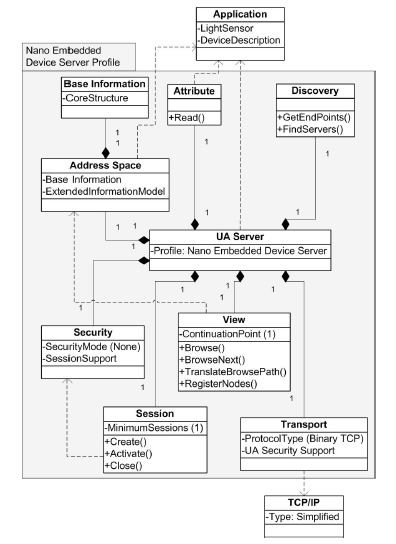 Application
-LightSensor
-DeviceDescription
Nano Embedded
Device Server Profile
Base Information
-CoreStructure
Attribute
+Read()
Discovery
+GetEndPoints()
+FindServers()
1
1
1
1
Address Space
-Base Information
-ExtendedInformationModel
1
1
1
UA Server
-Profile: Nano Embedded Device Server
1
1
1
1
Security
-SecurityMode (None)
-SessionSupport
View
-ContinuationPoint (1)
+Browse()
+BrowseNext()
+TranslateBrowsePath()
+RegisterNodes()
1
1
Session
-MinimumSessions (1)
+Create()
+Activate()
+Close()
Transport
-ProtocolType (Binary TCP)
-UA Security Support
TCP/IP
-Type: Simplified